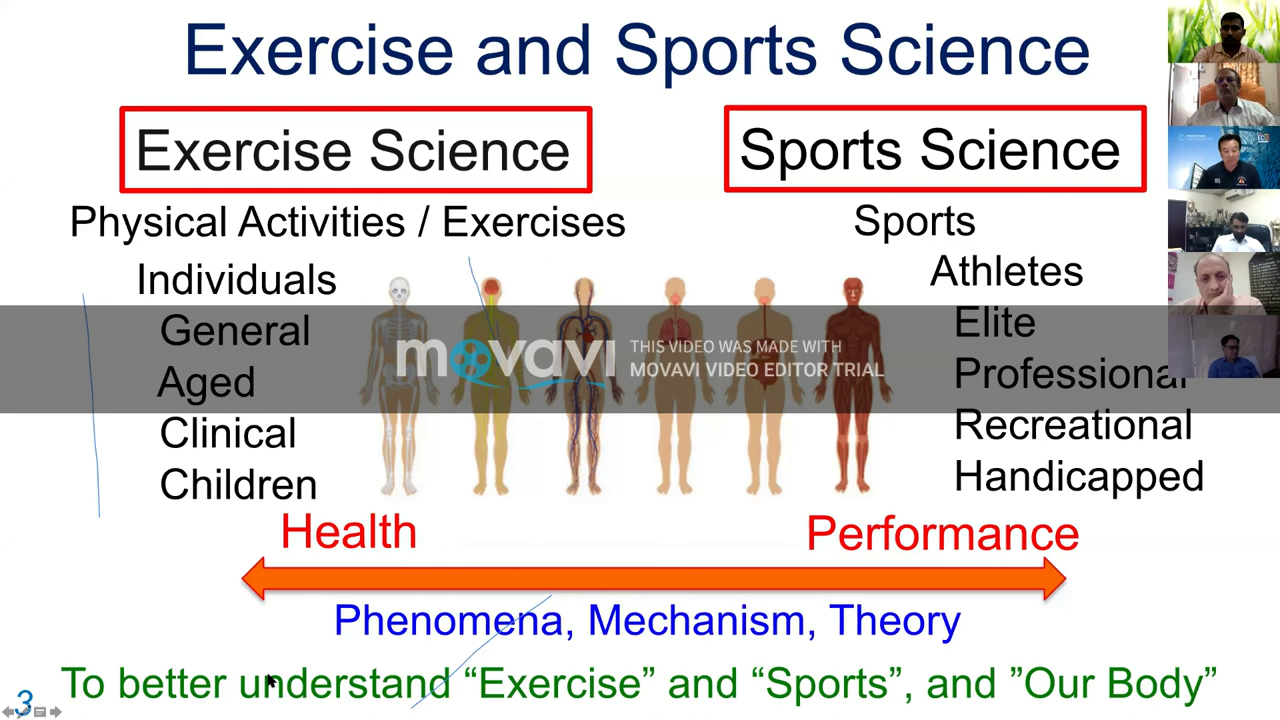 Exercise and Sports Science
Exercise Science
Sports Science
Physical Activities / Exercises
Sports
Individuals
Athletes
General
Elite
Aged
Professional
Clinical
Recreational
Children
Handicapped
movavi
THIS VIDEO WAS MADE WITH
MOVAVI VIDEO EDITOR TRIAL
Health
Performance
Phenomena, Mechanism, Theory
To better understand “Exercise” and “Sports”, and ”Our Body”
3